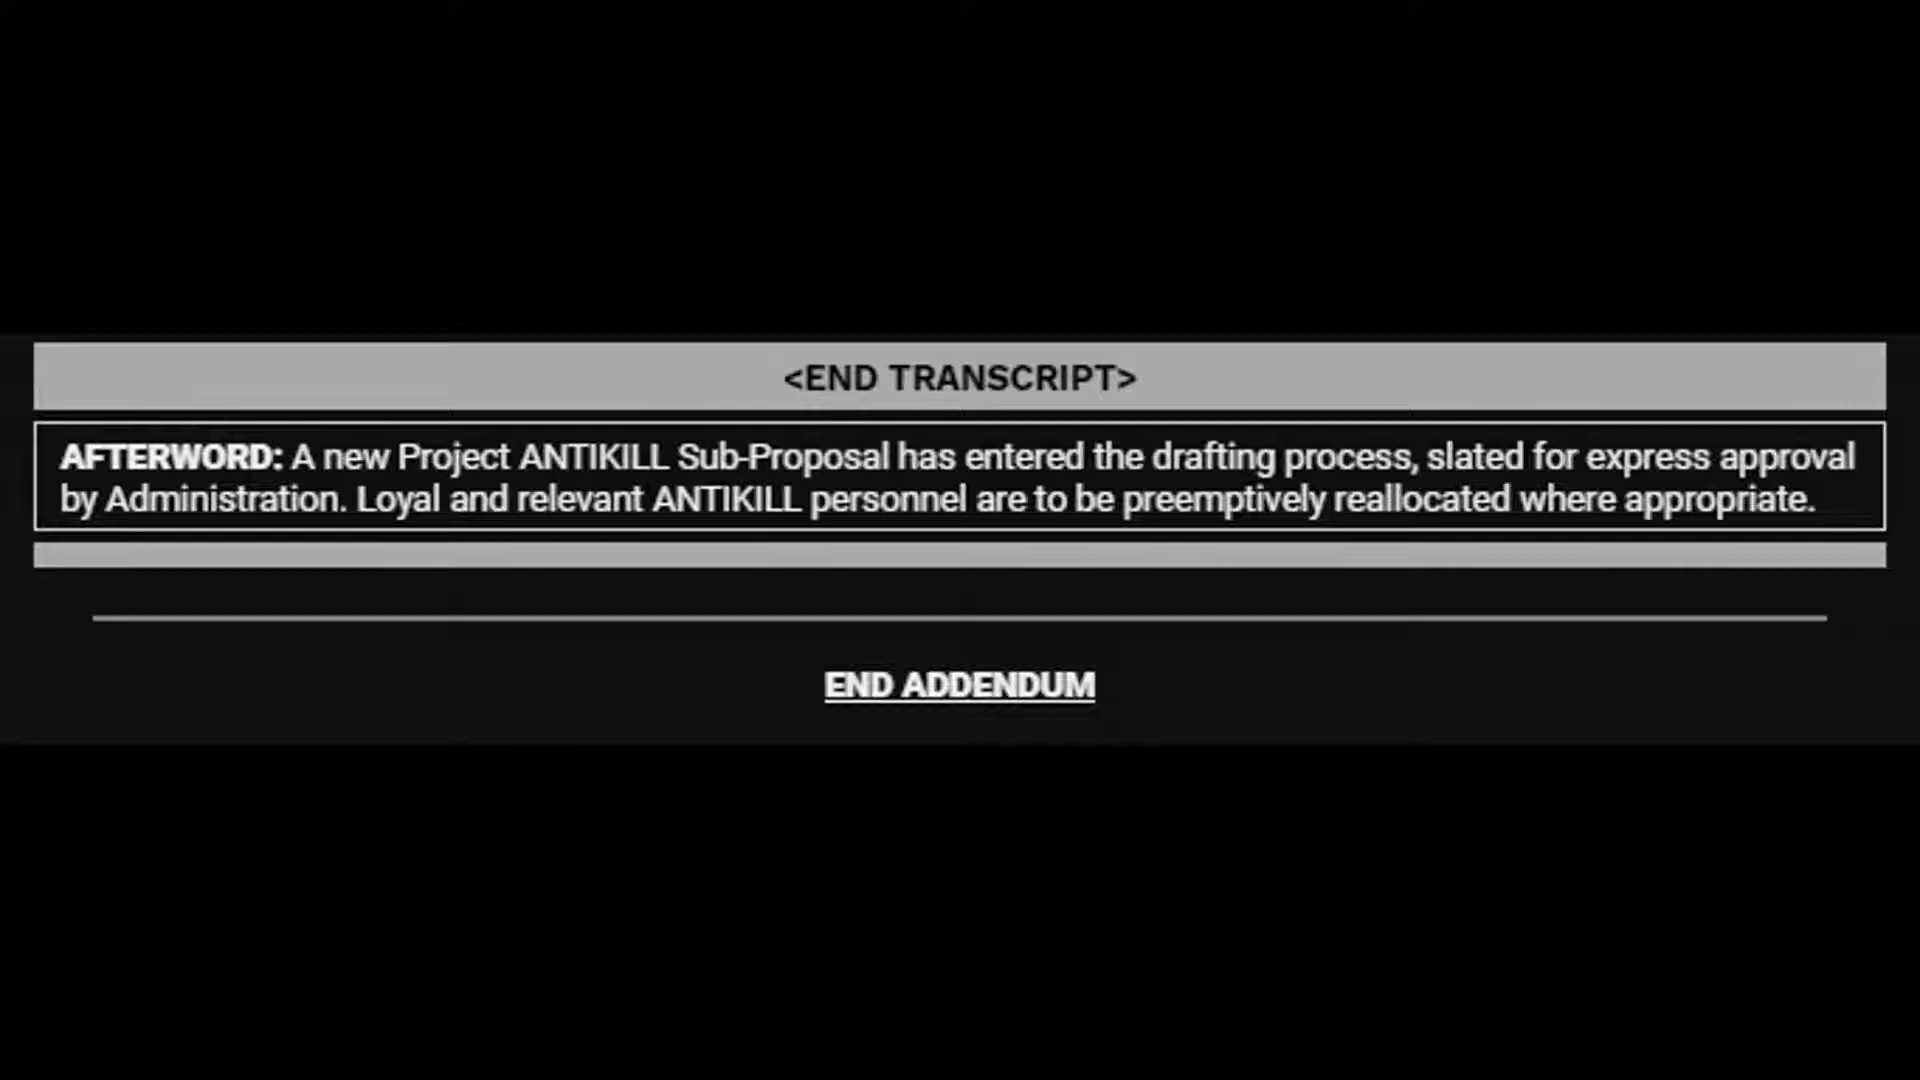 <END TRANSCRIPT>
AFTERWORD: A new Project ANTIKILL Sub-Proposal has entered the drafting process, slated for express approval
by Administration. Loyal and relevant ANTIKILL personnel are to be preemptively reallocated where appropriate.
END ADDENDUM